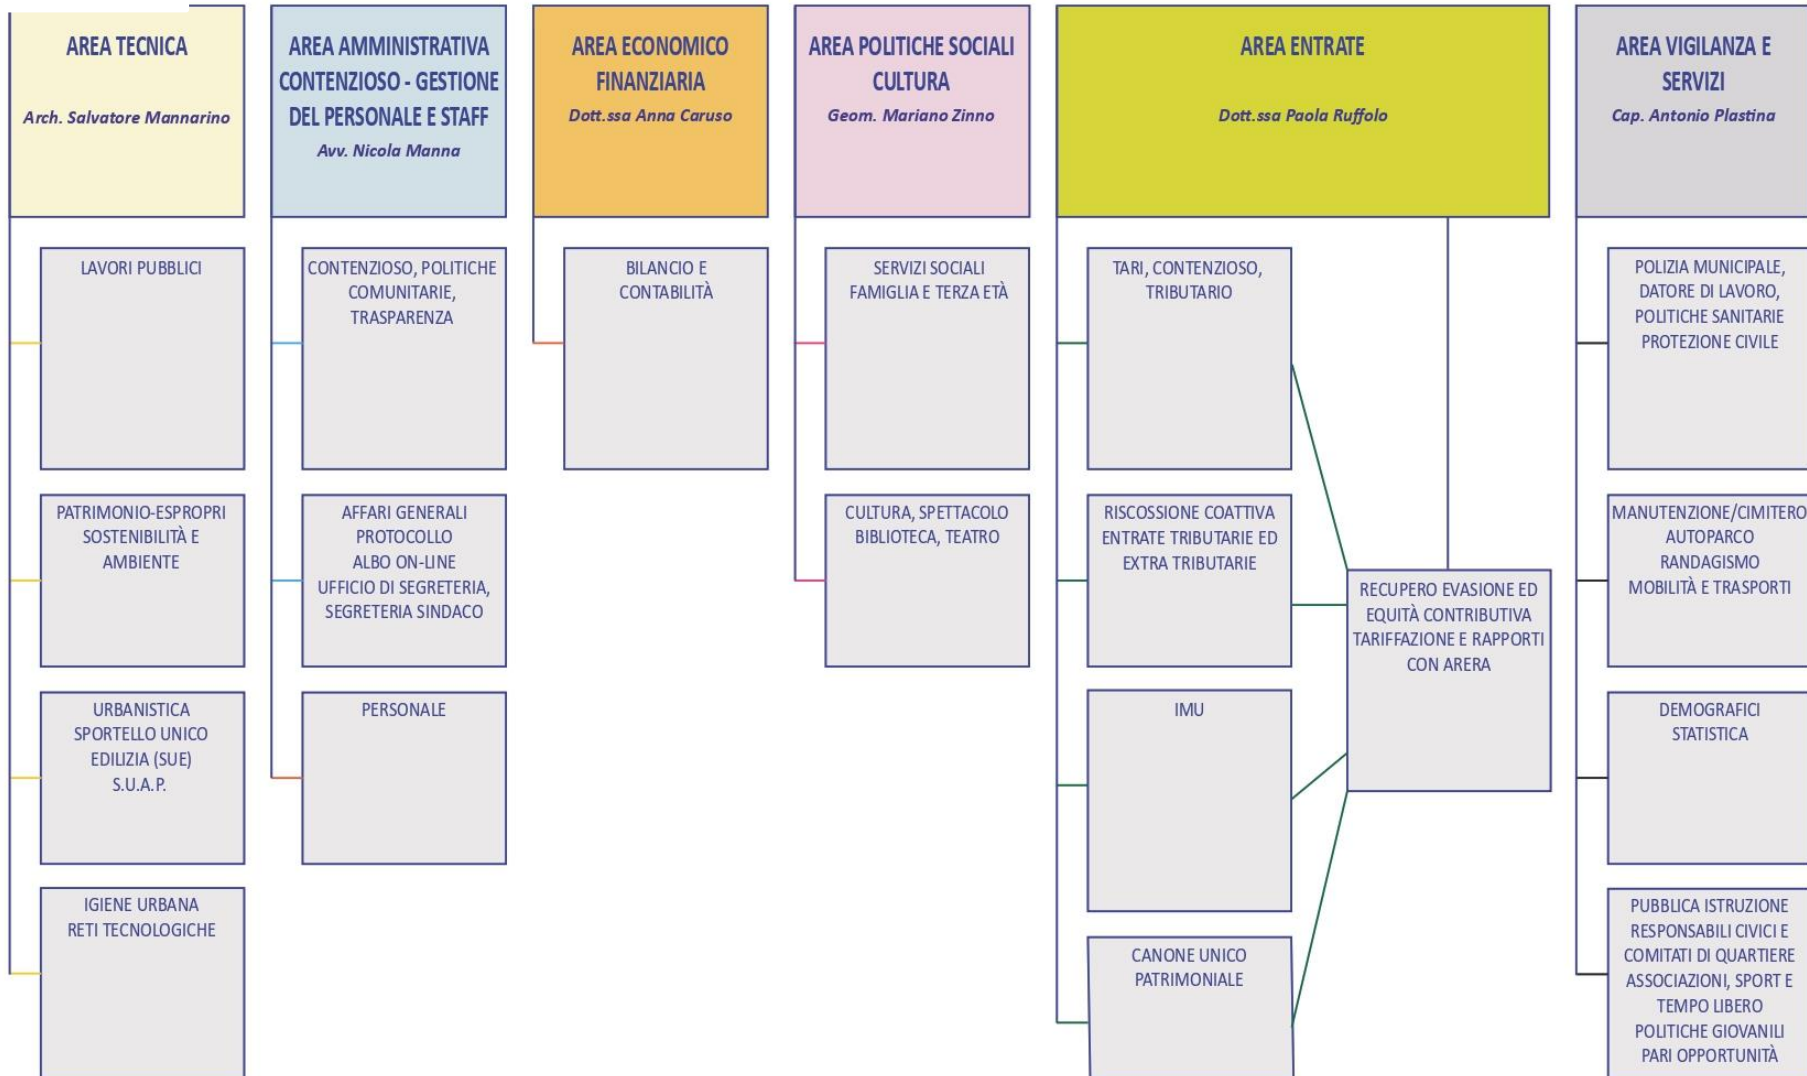 AREA TECNICA
Arch. Salvatore Mannarino
LAVORI PUBBLICI
PATRIMONIO-ESPROPRI
SOSTENIBILITÀ E
AMBIENTE
URBANISTICA
SPORTELLO UNICO
EDILIZIA (SUE)
S.U.A.P.
IGIENE URBANA
RETI TECNOLOGICHE
AREA AMMINISTRATIVA
CONTENZIOSO - GESTIONE
DEL PERSONALE E STAFF
Avv. Nicola Manna
CONTENZIOSO, POLITICHE
COMUNITARIE,
TRASPARENZA
AFFARI GENERALI
PROTOCOLLO
ALBO ON-LINE
UFFICIO DI SEGRETERIA,
SEGRETERIA SINDACO
PERSONALE
AREA ECONOMICO
FINANZIARIA
Dott.ssa Anna Caruso
BILANCIO E
CONTABILITÀ
AREA POLITICHE SOCIALI
CULTURA
Geom. Mariano Zinno
SERVIZI SOCIALI
FAMIGLIA E TERZA ETÀ
CULTURA, SPETTACOLO
BIBLIOTECA, TEATRO
AREA ENTRATE
Dott.ssa Paola Ruffolo
TARI, CONTENZIOSO,
TRIBUTARIO
RISCOSSIONE COATTIVA
ENTRATE TRIBUTARIE ED
EXTRA TRIBUTARIE
IMU
CANONE UNICO
PATRIMONIALE
RECUPERO EVASIONE ED
EQUITÀ CONTRIBUTIVA
TARIFFAZIONE E RAPPORTI
CON ARERA
AREA VIGILANZA E
SERVIZI
Cap. Antonio Plastina
POLIZIA MUNICIPALE,
DATORE DI LAVORO,
POLITICHE SANITARIE
PROTEZIONE CIVILE
MANUTENZIONE/CIMITERO
AUTOPARCO
RANDAGISMO
MOBILITÀ E TRASPORTI
DEMOGRAFICI
STATISTICA
PUBBLICA ISTRUZIONE
RESPONSABILI CIVICI E
COMITATI DI QUARTIERE
ASSOCIAZIONI, SPORT E
TEMPO LIBERO
POLITICHE GIOVANILI
PARI OPPORTUNITÀ